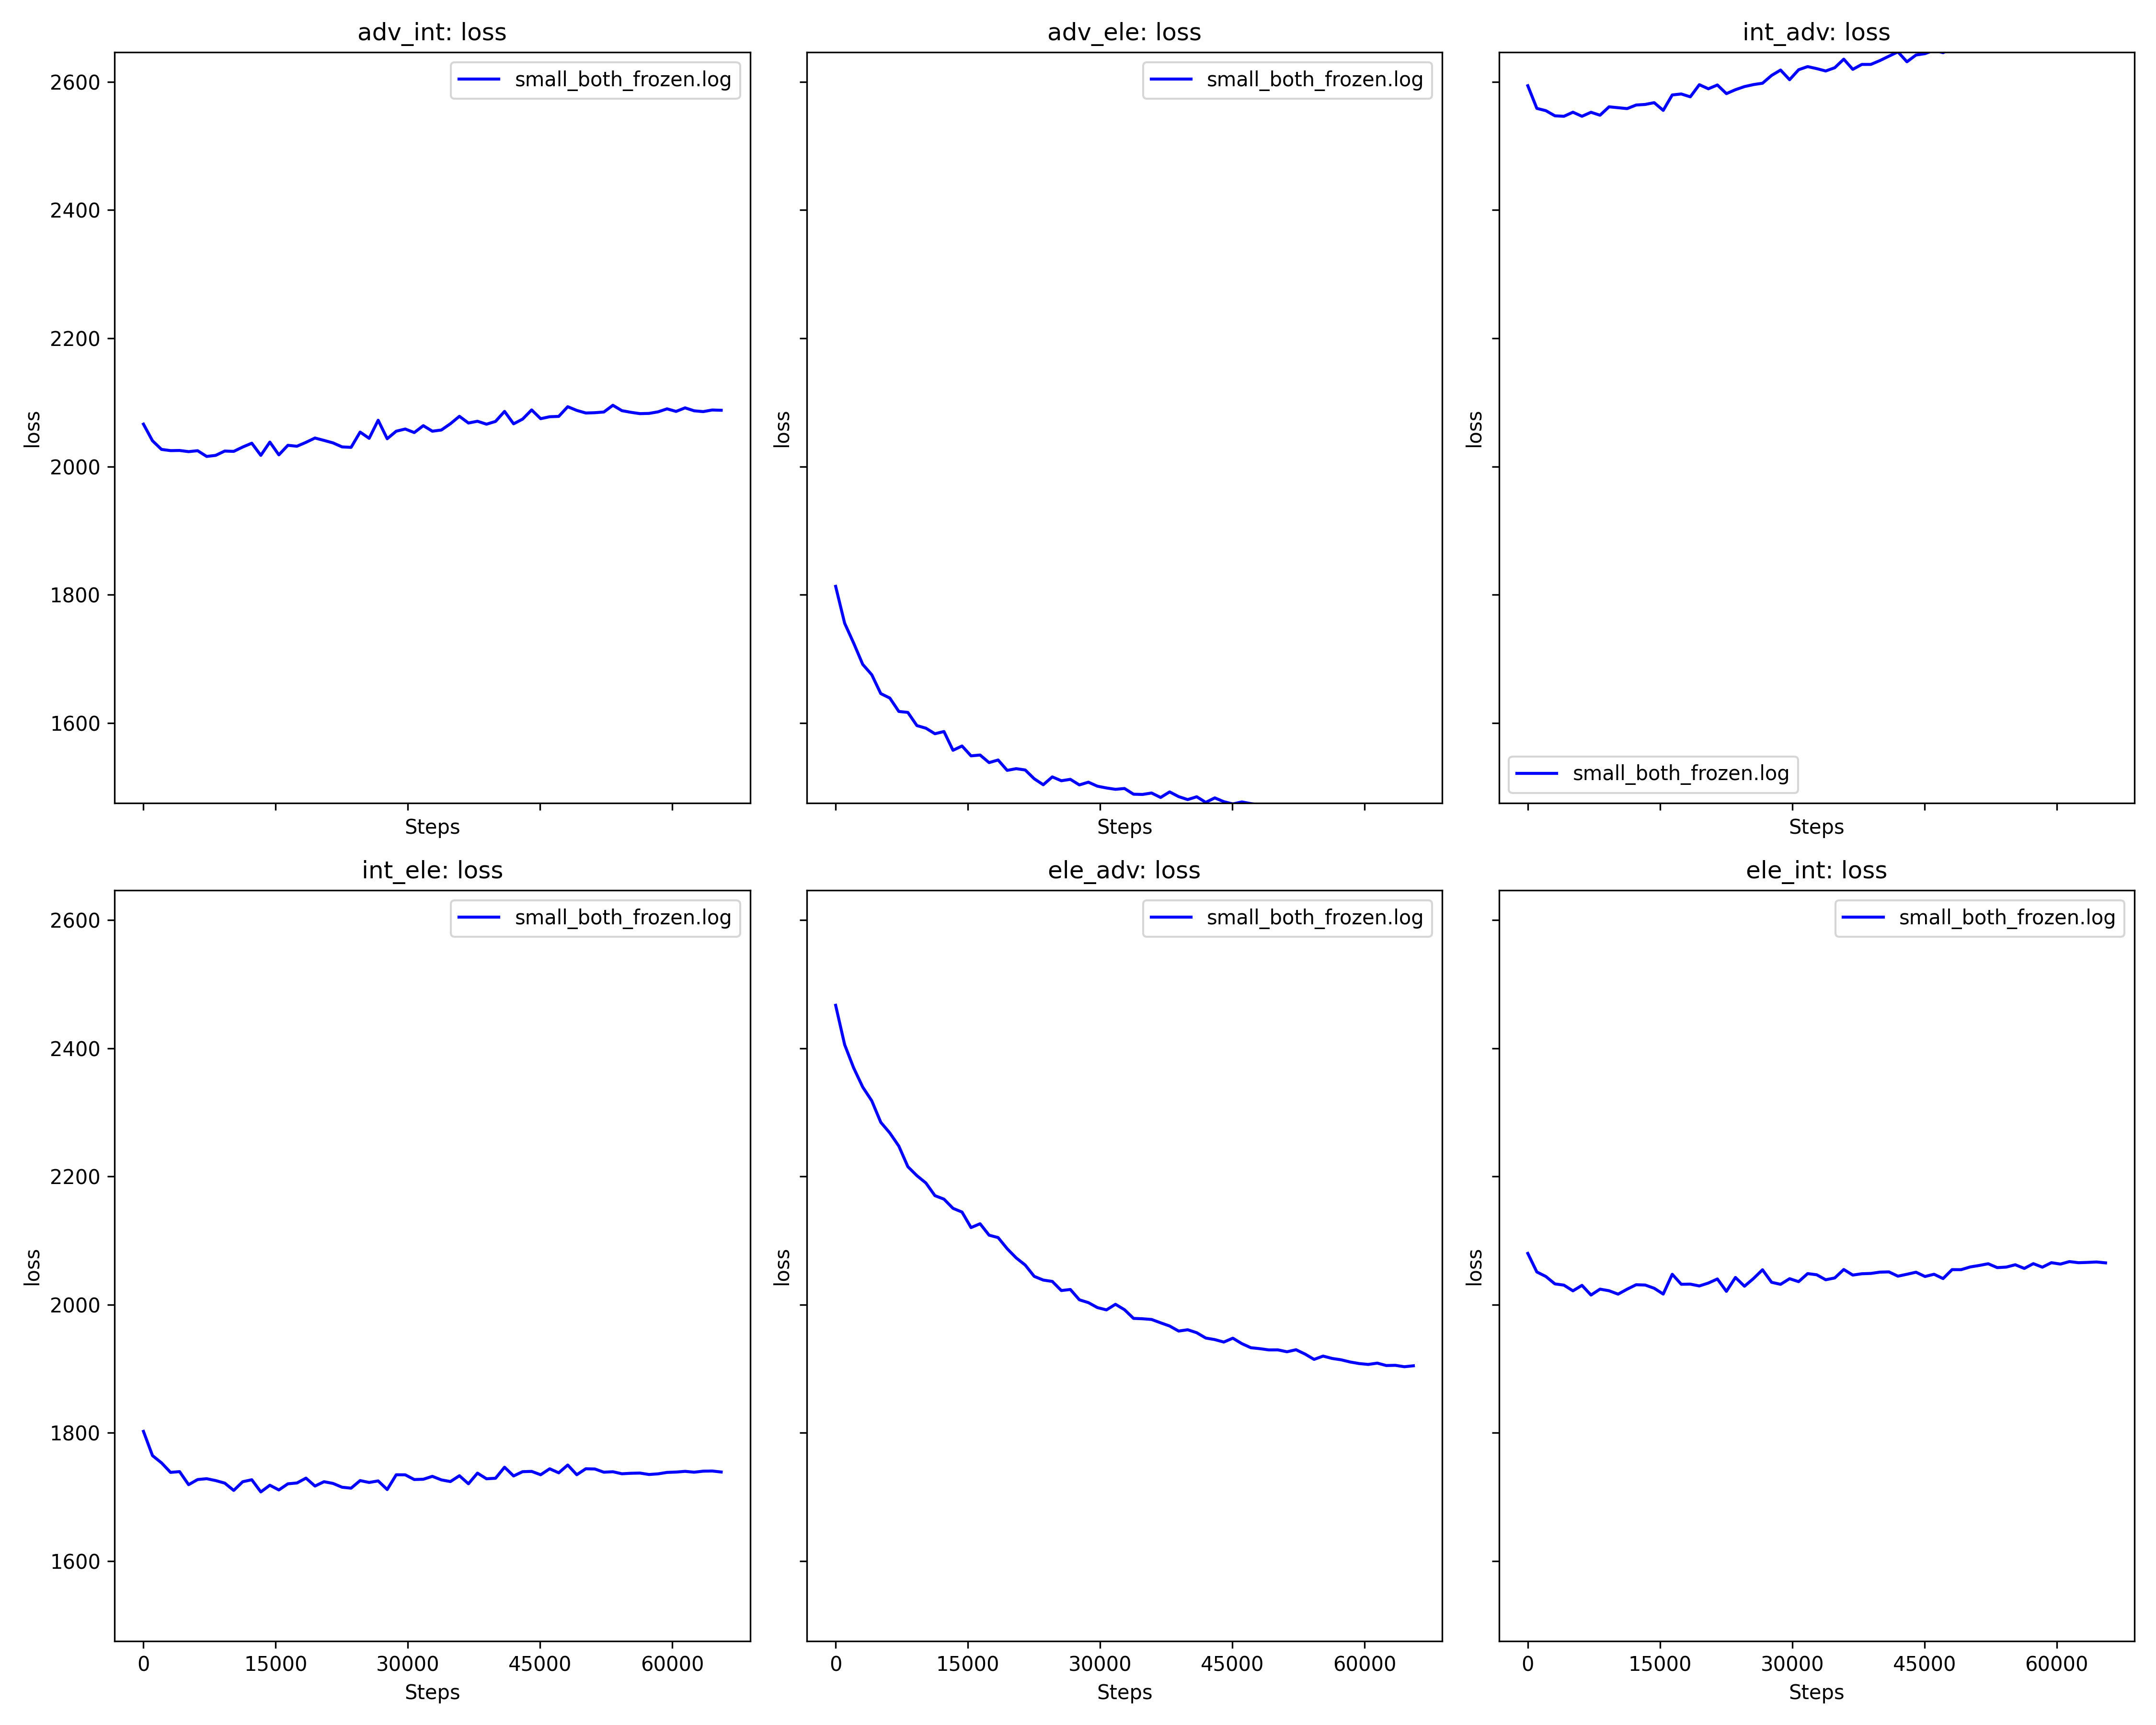 adv_int: loss
small_both_frozen.log
2600
2400
2200
2000
1800
1600
loss
Steps
adv_ele: loss
small_both_frozen.log
loss
Steps
int_adv: loss
small_both_frozen.log
loss
Steps
int_ele: loss
small_both_frozen.log
2600
2400
2200
2000
1800
1600
loss
0 15000 30000 45000 60000
Steps
ele_adv: loss
small_both_frozen.log
loss
0 15000 30000 45000 60000
Steps
ele_int: loss
small_both_frozen.log
loss
0 15000 30000 45000 60000
Steps